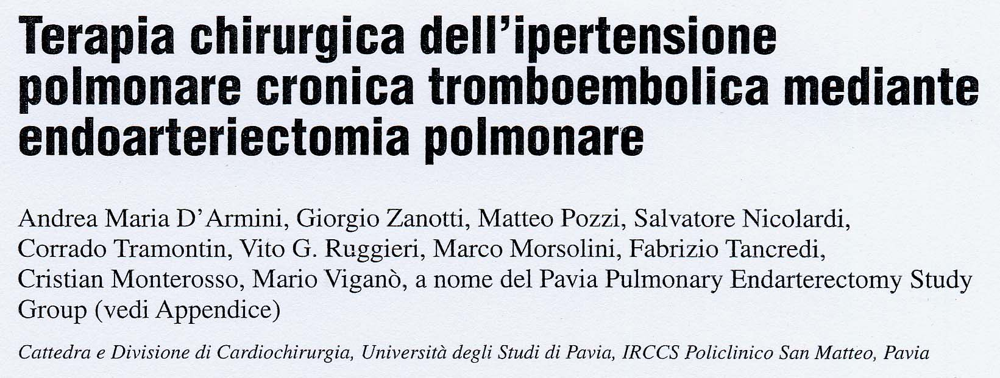 Terapia chirurgica dell’ipertensione
polmonare cronica tromboembolica mediante
endoarteriectomia polmonare
Andrea Maria D’Armini, Giorgio Zanotti, Matteo Pozzi, Salvatore Nicolardi,
Corrado Tramontin, Vito G. Ruggieri, Marco Morsolini, Fabrizio Tancredi,
Cristian Monterosso, Mario Viganò, a nome del Pavia Pulmonary Endarterectomy Study
Group (vedi Appendice)
Cattedra e Divisione di Cardiochirurgia, Università degli Studi di Pavia, IRCCS Policlinico San Matteo, Pavia